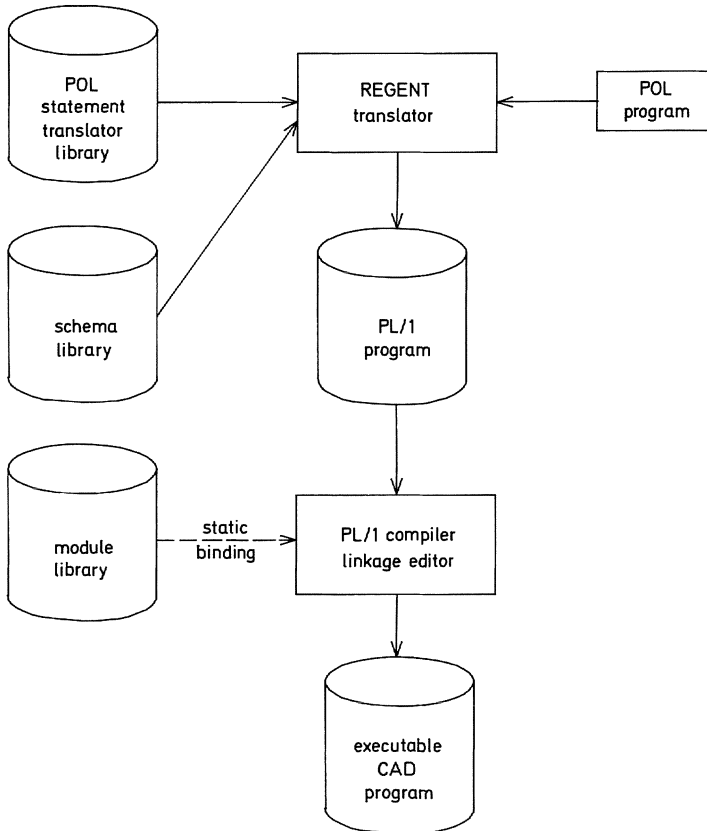 POL
statement
translator
library
REGENT
translator
POL
program
schema
library
PL/1
program
module
library
static
binding
PL/1 compiler
linkage editor
executable
CAD
program